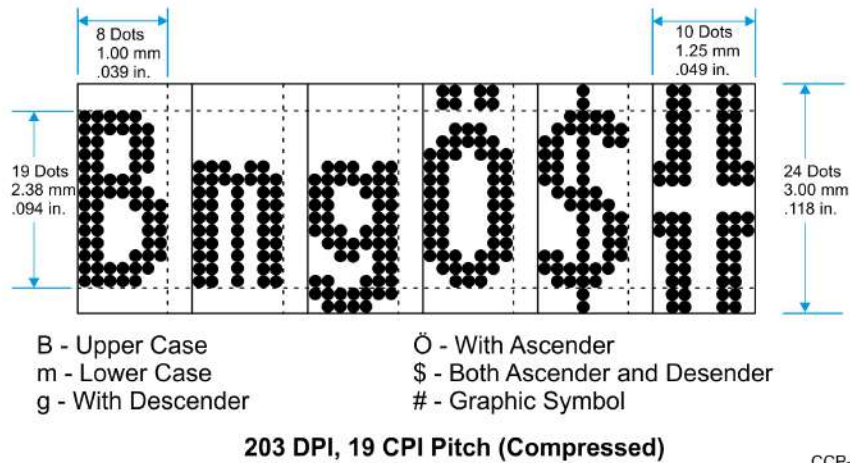 8 Dots
1.00 mm
.039 in.
10 Dots
1.25 mm
.049 in.
19 Dots
2.38 mm
.094 in.
B m g Ö $
24 Dots
3.00 mm
.118 in.
B - Upper Case
m - Lower Case
g - With Descender
Ö - With Ascender
$ - Both Ascender and Desender
# - Graphic Symbol
203 DPI, 19 CPI Pitch (Compressed)
CCP-